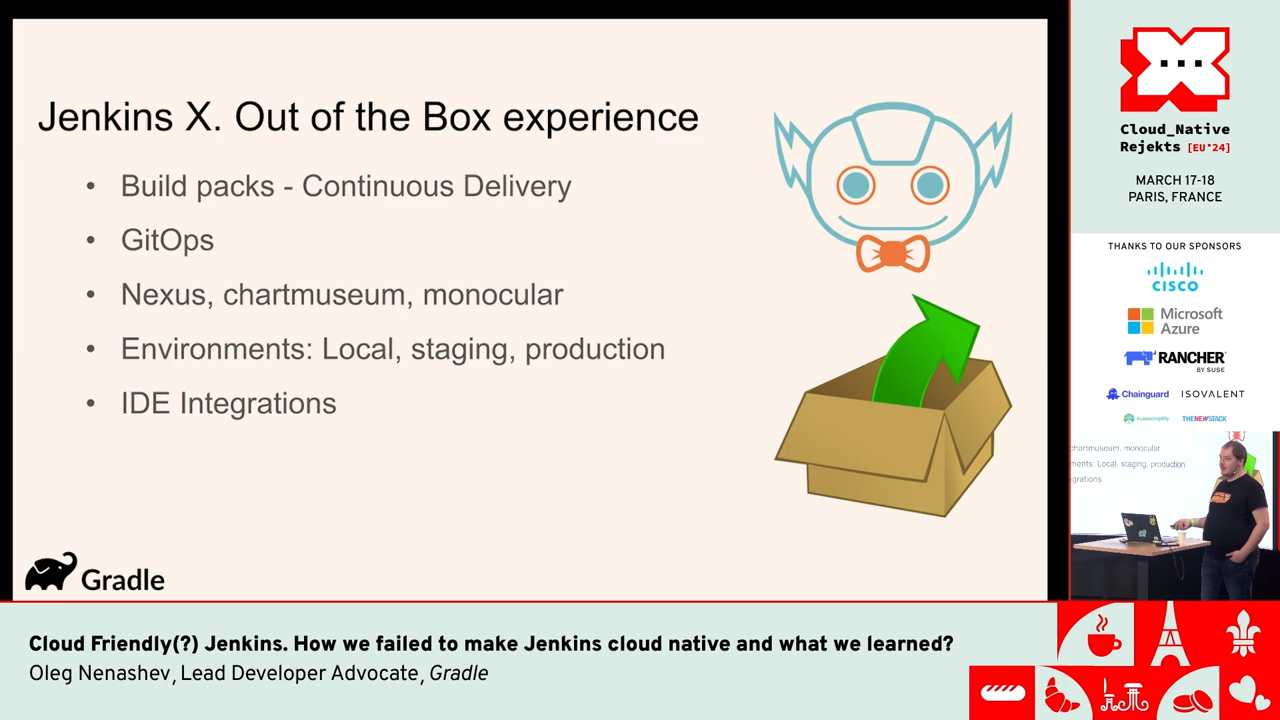 Jenkins X. Out of the Box experience
• Build packs - Continuous Delivery
• GitOps
• Nexus, chartmuseum, monocular
• Environments: Local, staging, production
• IDE Integrations
Gradle
Cloud_Native
Rejekts [EU'24]
MARCH 17-18
PARIS, FRANCE
THANKS TO OUR SPONSORS
CISCO
Microsoft
Azure
RANCHER
BY SUSE
Chainguard
ISOVALENT
kubesimplify
THENEWSTACK
chartmuseum, monocular
ments: Local, staging, production
grations
Cloud Friendly(?) Jenkins. How we failed to make Jenkins cloud native and what we learned?
Oleg Nenashev, Lead Developer Advocate, Gradle